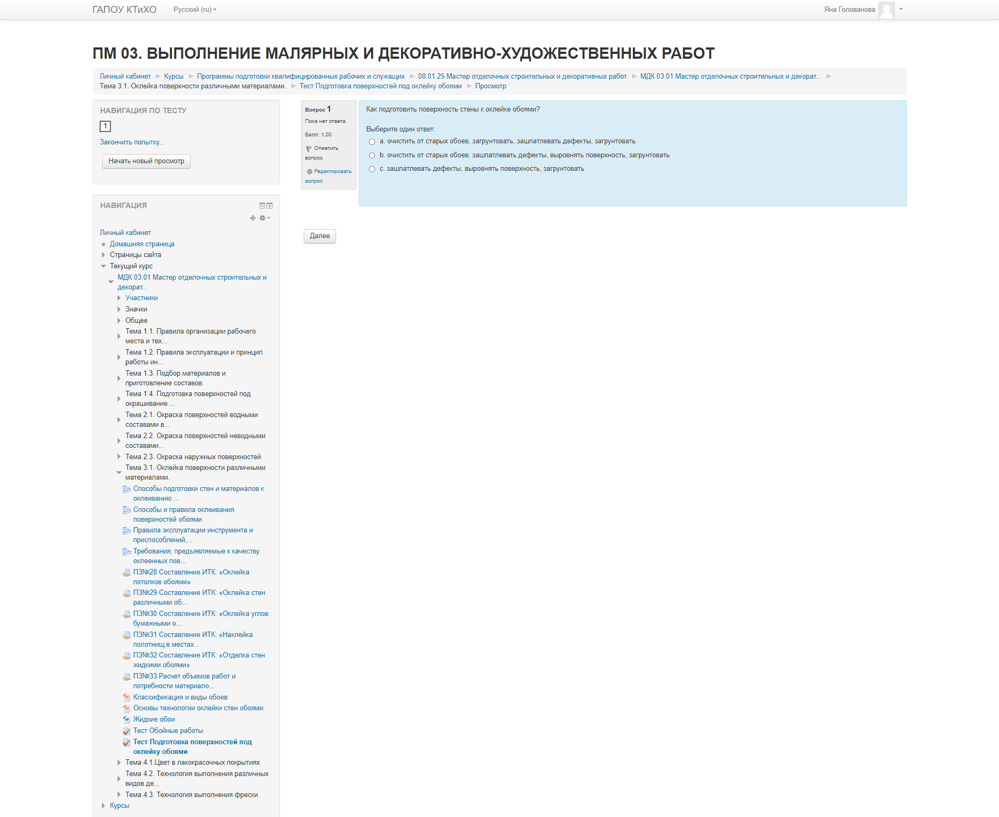 ГАПОУ КТиХО
Русский (ru)
Яна Голованова
ПМ 03. ВЫПОЛНЕНИЕ МАЛЯРНЫХ И ДЕКОРАТИВНО-ХУДОЖЕСТВЕННЫХ РАБОТ
Личный кабинет Курсы Программы подготовки квалифицированных рабочих и служащих 08.01.25 Мастер отделочных строительных и декоративных работ МДК 03.01 Мастер отделочных строительных и декорат...
Тема 3.1. Оклейка поверхности различными материалами. Тест Подготовка поверхностей под оклейку обоями Просмотр
НАВИГАЦИЯ ПО ТЕСТУ
1
Закончить попытку...
Начать новый просмотр
Вопрос 1
Пока нет ответа
Балл: 1,00
Отметить
вопрос
Редактировать
вопрос
Как подготовить поверхность стены к оклейке обоями?
Выберите один ответ:
a. очистить от старых обоев, загрунтовать, зашпатлевать дефекты, загрунтовать
b. очистить от старых обоев, зашпатлевать дефекты, выровнять поверхность, загрунтовать
c. зашпатлевать дефекты, выровнять поверхность, загрунтовать
Далее
НАВИГАЦИЯ
Личный кабинет
Домашняя страница
Страницы сайта
Текущий курс
МДК 03.01 Мастер отделочных строительных и
декорат...
Участники
Значки
Общее
Тема 1.1. Правила организации рабочего
места и тех...
Тема 1.2. Правила эксплуатации и принцип
работы ин...
Тема 1.3. Подбор материалов и
приготовление составов.
Тема 1.4. Подготовка поверхностей под
окрашивание ...
Тема 2.1. Окраска поверхностей водными
составами в...
Тема 2.2. Окраска поверхностей неводными
составами...
Тема 2.3. Окраска наружных поверхностей
Тема 3.1. Оклейка поверхности различными
материалами.
Способы подготовки стен и материалов к
оклеиванию ...
Способы и правила оклеивания
поверхностей обоями
Правила эксплуатации инструмента и
приспособлений,...
Требования, предъявляемые к качеству
оклеенных пов...
ПЗ№28 Составление ИТК: «Оклейка
потолков обоями»
ПЗ№29 Составление ИТК: «Оклейка стен
различными об...
ПЗ№30 Составление ИТК: «Оклейка углов
бумажными о...
ПЗ№31 Составление ИТК: «Наклейка
полотнищ в местах...
ПЗ№32 Составление ИТК: «Отделка стен
жидкими обоями»
ПЗ№33 Расчет объемов работ и
потребности материало...
Классификация и виды обоев
Основы технологии оклейки стен обоями
Жидкие обои
Тест Обойные работы
Тест Подготовка поверхностей под
оклейку обоями
Тема 4.1.Цвет в лакокрасочных покрытиях
Тема 4.2. Технология выполнения различных
видов де...
Тема 4.3. Технология выполнения фрески
Курсы